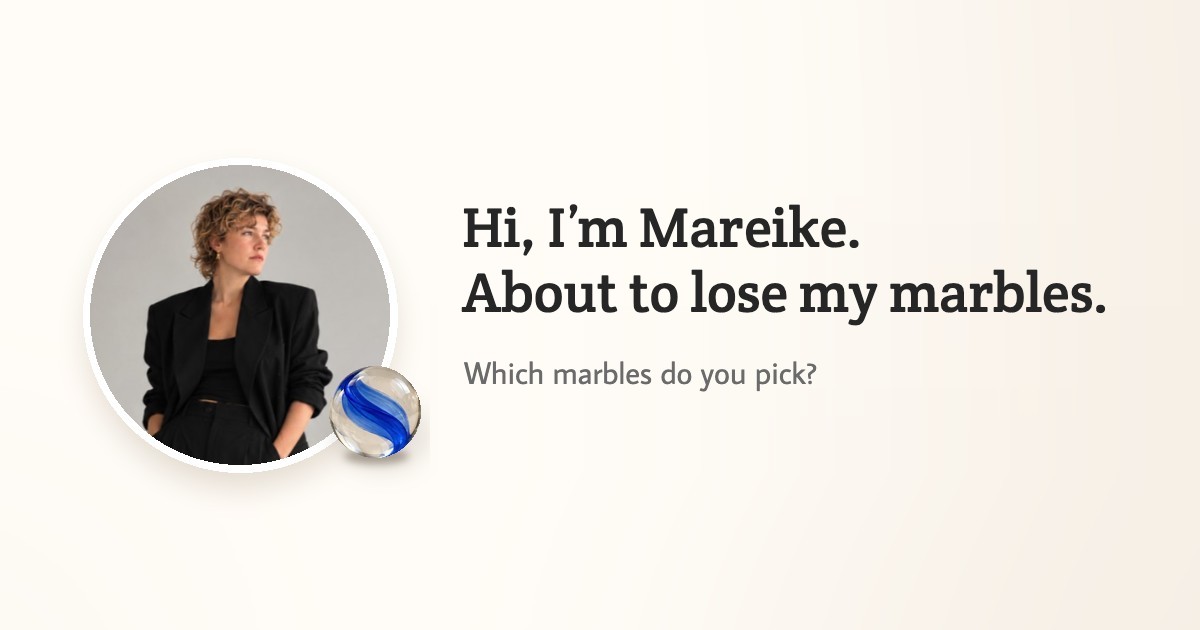 Hi, I’m Mareike.
About to lose my marbles.
Which marbles do you pick?